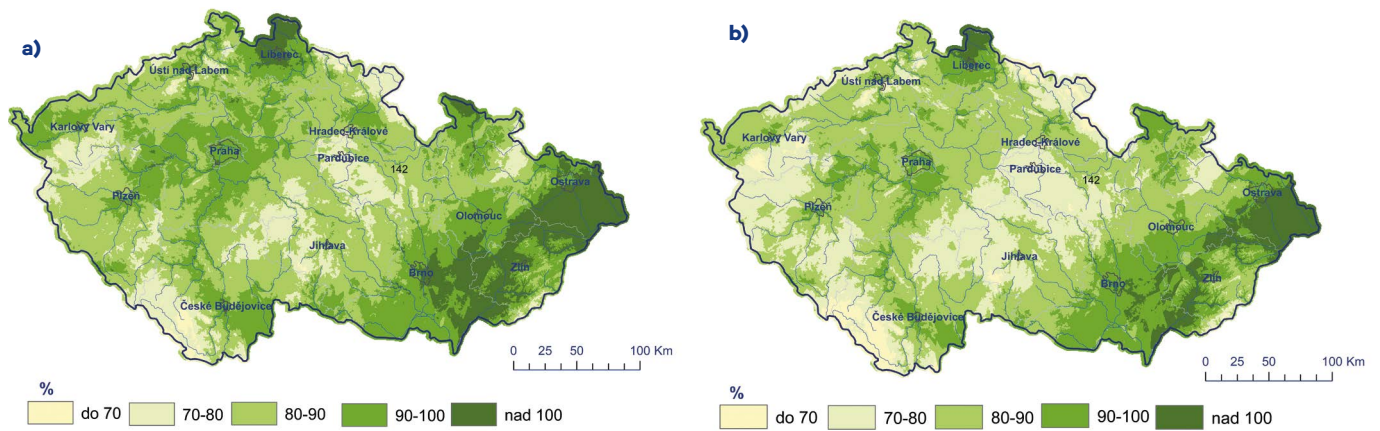 a)
Liberec
Ústí nad Labem
Karlovy Vary
Hradec-Králové
Praha
Pardubice
142
Ostrava
Plzeň
Olomouc
Jihlava
Zlín
Brno
České Budějovice
0 25 50 100 Km
%
do 70 70-80 80-90 90-100 nad 100
b)
Liberec
Ústí nad Labem
Karlovy Vary
Hradec-Králové
Praha
Pardubice
142
Ostrava
Plzeň
Olomouc
Jihlava
Zlín
Brno
České Budějovice
0 25 50 100 Km
%
do 70 70-80 80-90 90-100 nad 100